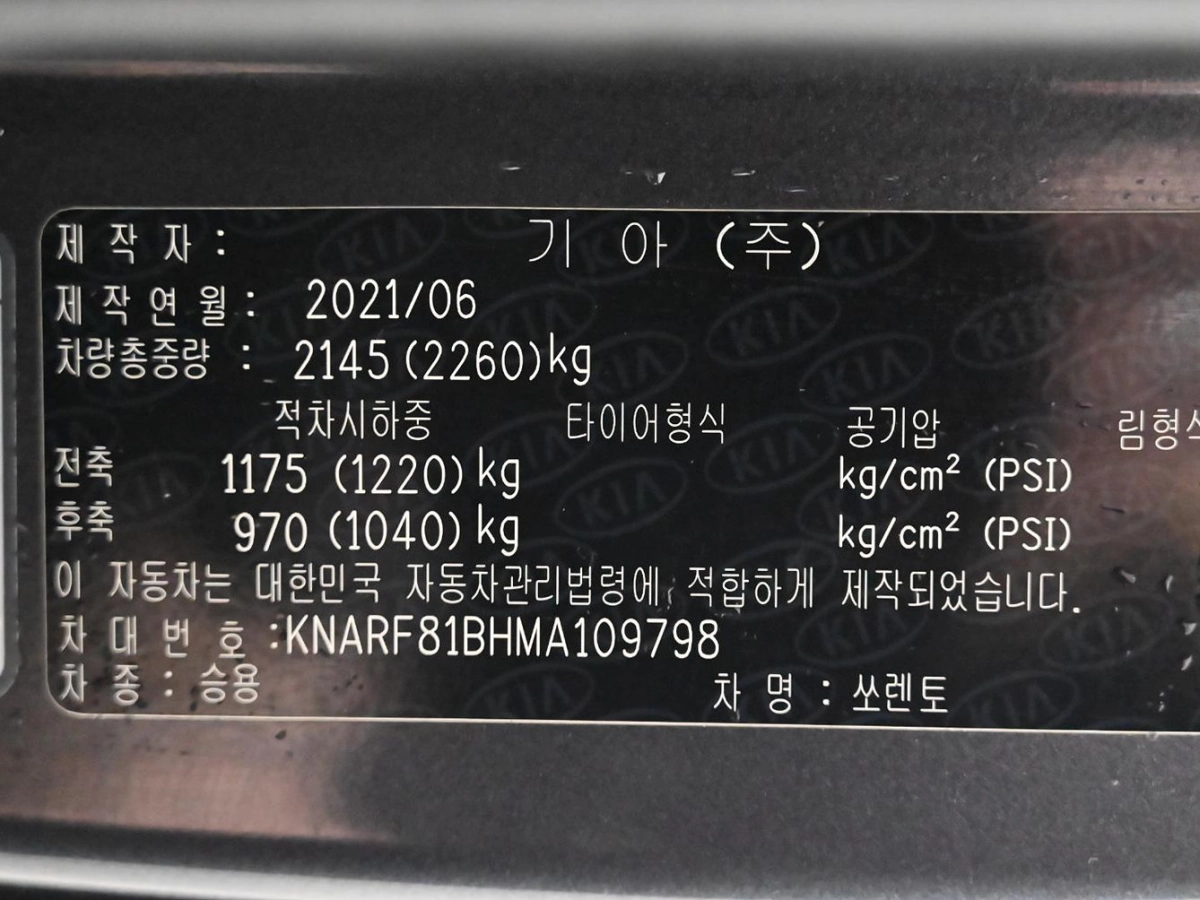 제 작 자 : 기 아 (주)
제 작 연 월 : 2021/06
차량총중량 : 2145 (2260)kg
적차시하중 타이어형식 공기압 림형식
전축 1175 (1220) kg kg/cm² (PSI)
후축 970 (1040) kg kg/cm² (PSI)
이 자동차는 대한민국 자동차관리법령에 적합하게 제작되었습니다.
차 대 번 호 :KNARF81BHMA109798
차 종 : 승용 차 명 : 쏘렌토